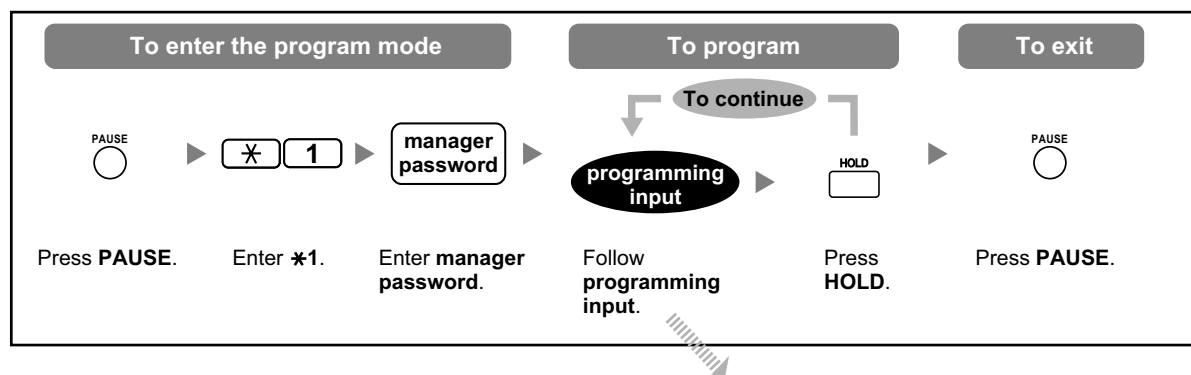 To enter the program mode
To program
To exit
To continue
PAUSE
✱
1
manager
password
programming
input
HOLD
PAUSE
Press PAUSE.
Enter ✱1.
Enter manager
password.
Follow
programming
input.
Press
HOLD.
Press PAUSE.